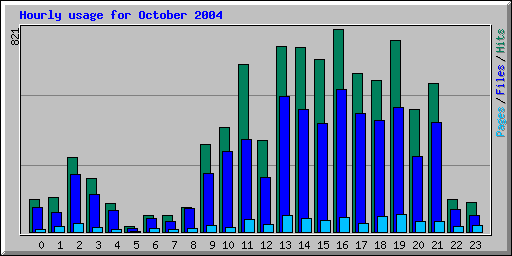 Hourly usage for October 2004
821
Pages/Files/Hits
0 1 2 3 4 5 6 7 8 9 10 11 12 13 14 15 16 17 18 19 20 21 22 23